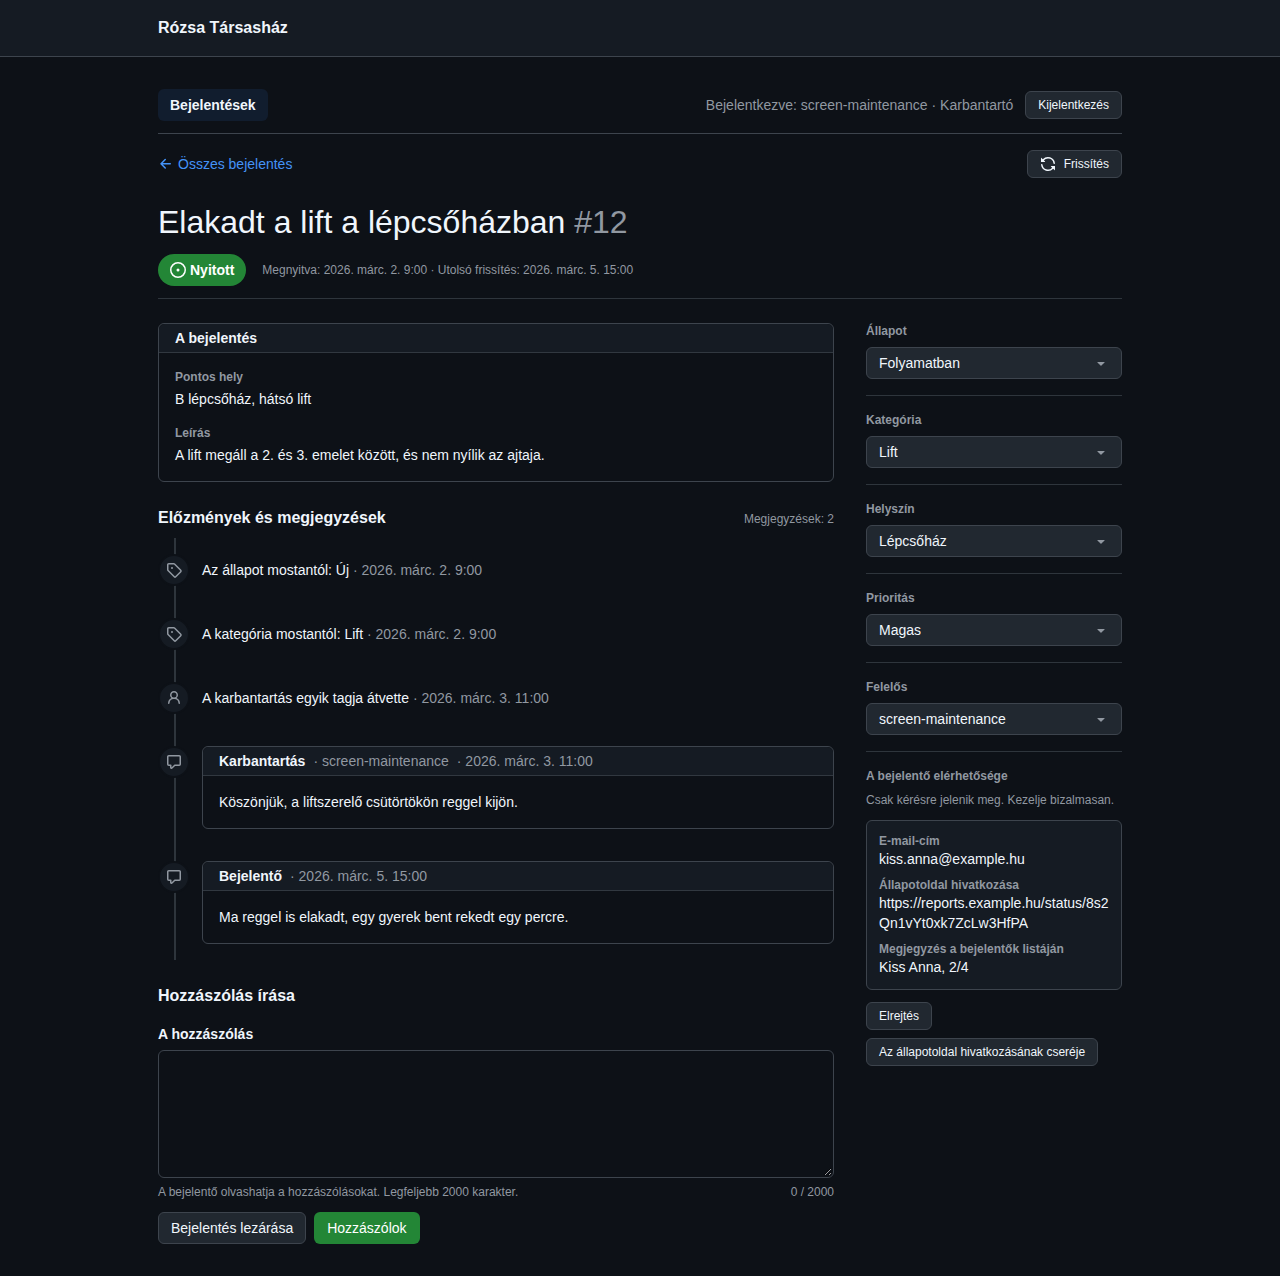 Rózsa Társasház
Bejelentések
Bejelentkezve: screen-maintenance · Karbantartó
Kijelentkezés
Összes bejelentés
Frissítés
Elakadt a lift a lépcsőházban #12
Nyitott
Megnyitva: 2026. márc. 2. 9:00 · Utolsó frissítés: 2026. márc. 5. 15:00
A bejelentés
Pontos hely
B lépcsőház, hátsó lift
Leírás
A lift megáll a 2. és 3. emelet között, és nem nyílik az ajtaja.
Előzmények és megjegyzések
Megjegyzések: 2
Az állapot mostantól: Új · 2026. márc. 2. 9:00
A kategória mostantól: Lift · 2026. márc. 2. 9:00
A karbantartás egyik tagja átvette · 2026. márc. 3. 11:00
Karbantartás · screen-maintenance · 2026. márc. 3. 11:00
Köszönjük, a liftszerelő csütörtökön reggel kijön.
Bejelentő · 2026. márc. 5. 15:00
Ma reggel is elakadt, egy gyerek bent rekedt egy percre.
Hozzászólás írása
A hozzászólás
A bejelentő olvashatja a hozzászólásokat. Legfeljebb 2000 karakter.
0 / 2000
Bejelentés lezárása
Hozzászólok
Állapot
Folyamatban
Kategória
Lift
Helyszín
Lépcsőház
Prioritás
Magas
Felelős
screen-maintenance
A bejelentő elérhetősége
Csak kérésre jelenik meg. Kezelje bizalmasan.
E-mail-cím
kiss.anna@example.hu
Állapotoldal hivatkozása
https://reports.example.hu/status/8s2
Qn1vYt0xk7ZcLw3HfPA
Megjegyzés a bejelentők listáján
Kiss Anna, 2/4
Elrejtés
Az állapotoldal hivatkozásának cseréje